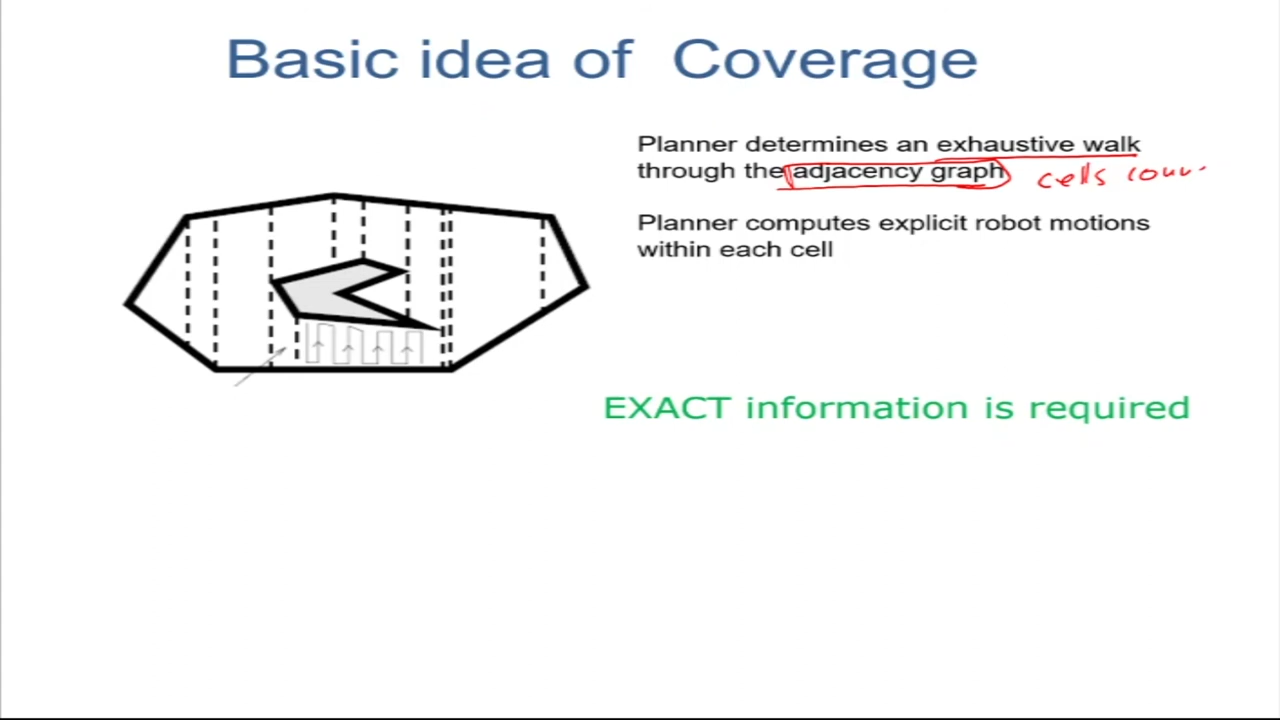 Basic idea of Coverage
Planner determines an exhaustive walk
through the adjacency graph cells
Planner computes explicit robot motions
within each cell
EXACT information is required